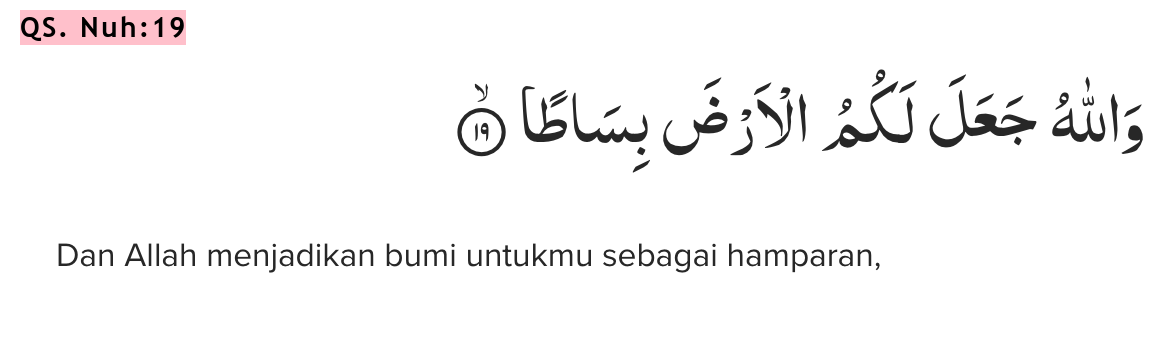 QS. Nuh:19
وَاللّٰهُ جَعَلَ لَكُمُ الْاَرْضَ بِسَاطًاۙ ١٩
Dan Allah menjadikan bumi untukmu sebagai hamparan,